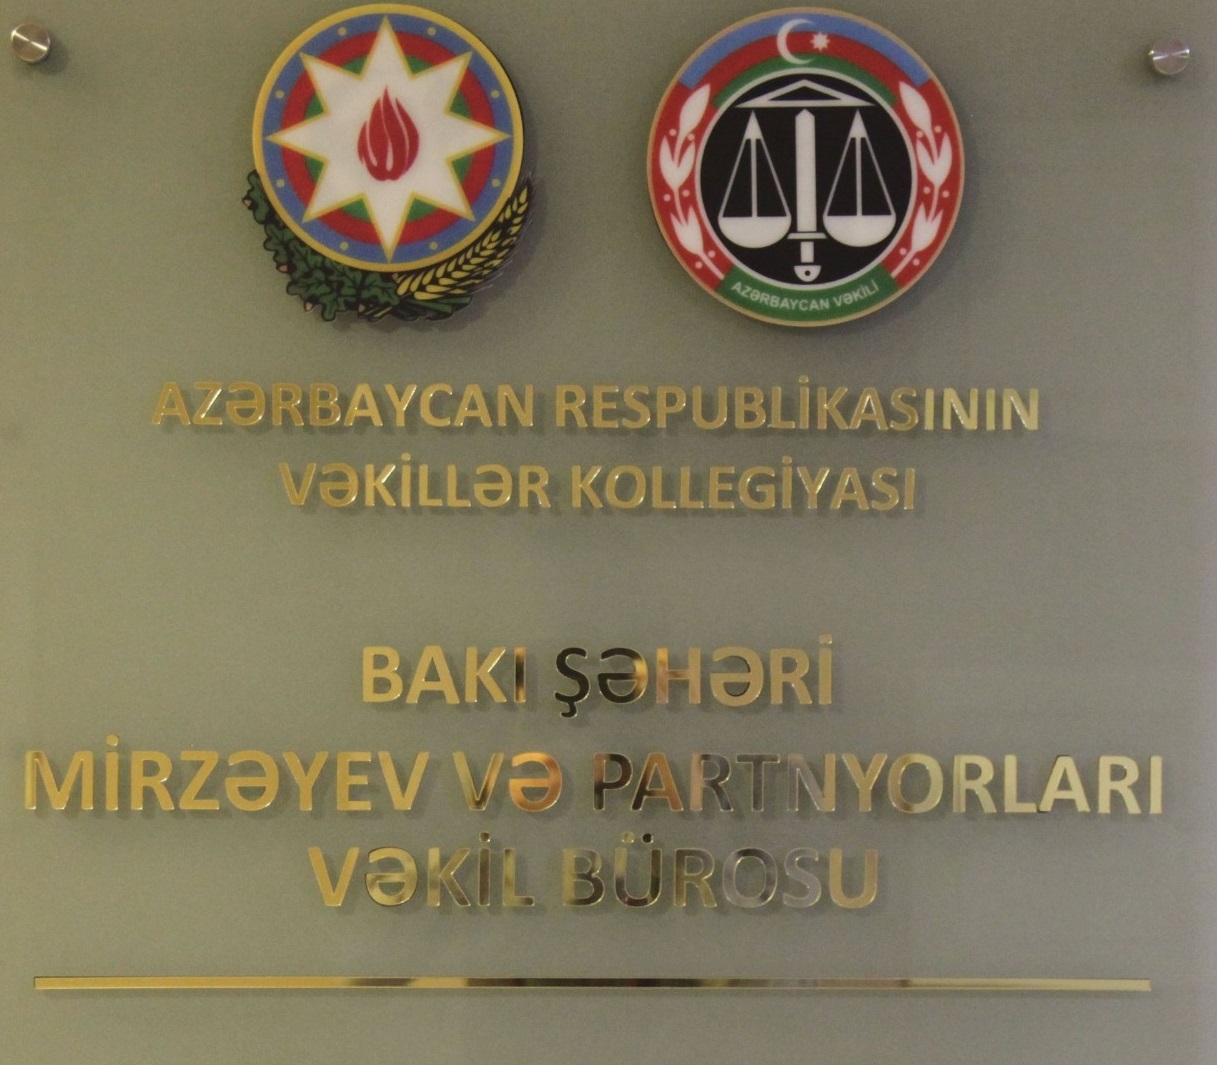 AZƏRBAYCAN VƏKİLİ
AZƏRBAYCAN RESPUBLİKASININ
VƏKİLLƏR KOLLEGİYASI
BAKI ŞƏHƏRİ
MİRZƏYEV VƏ PARTNYORLARI
VƏKİL BÜROSU